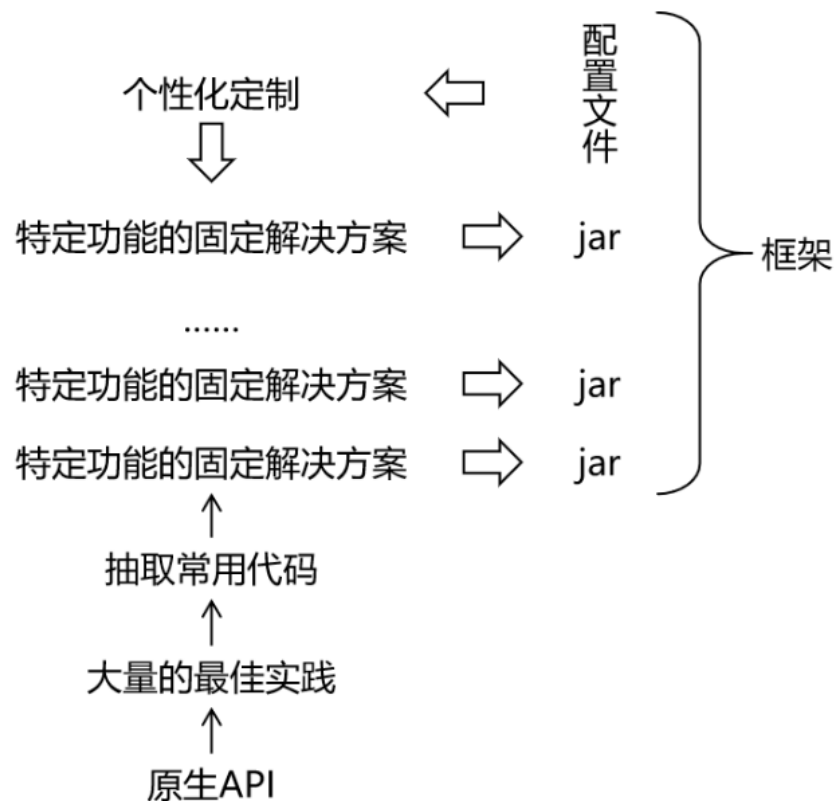 配置文件
个性化定制
特定功能的固定解决方案 jar
框架
......
特定功能的固定解决方案 jar
特定功能的固定解决方案 jar
抽取常用代码
大量的最佳实践
原生API